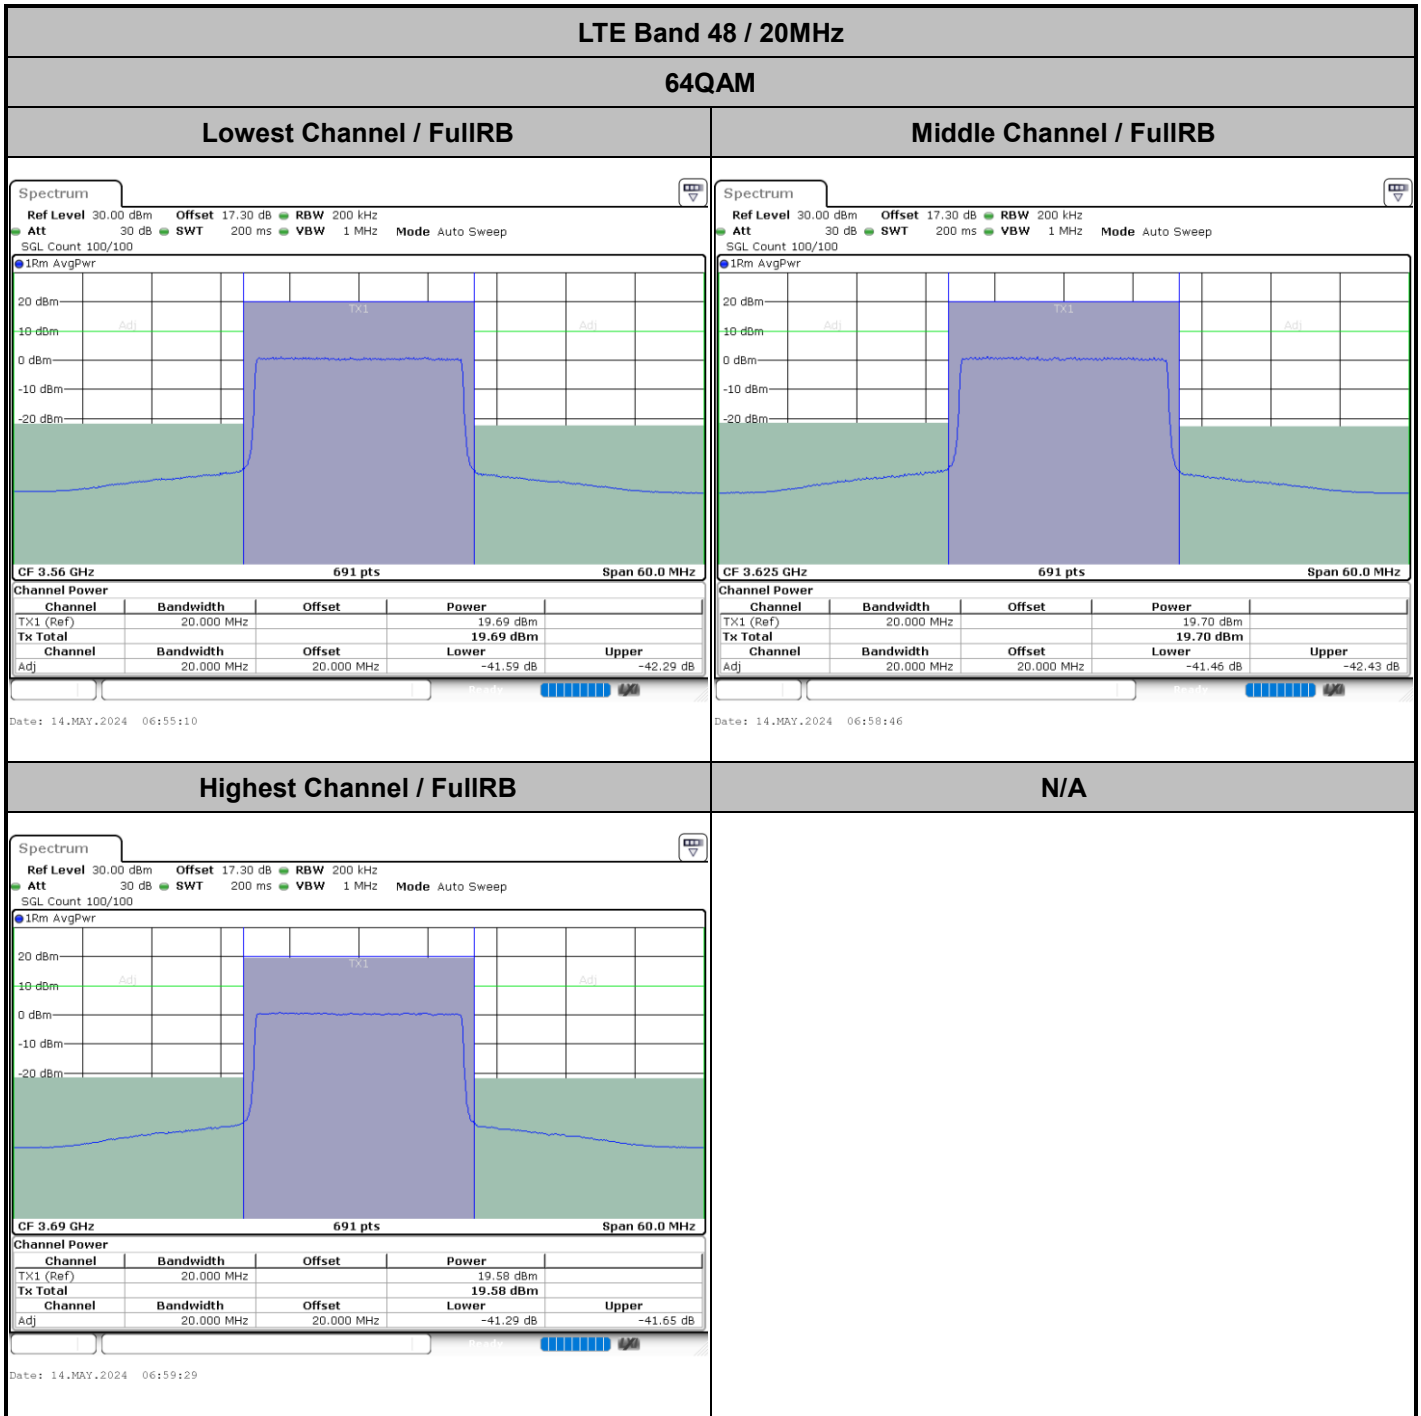 LTE Band 48 / 20MHz
64QAM
Lowest Channel / FullRB
Middle Channel / FullRB
Spectrum
Ref Level 30.00 dBm Offset 17.30 dB RBW 200 kHz
Att 30 dB SWT 200 ms VBW 1 MHz Mode Auto Sweep
SGL Count 100/100
1Rm AvgPwr
20 dBm
TX1
Adj
Adj
10 dBm
0 dBm
-10 dBm
-20 dBm
CF 3.56 GHz 691 pts Span 60.0 MHz
Channel Power
Channel Bandwidth Offset Power
TX1 (Ref) 20.000 MHz 19.69 dBm
Tx Total 19.69 dBm
Channel Bandwidth Offset Lower Upper
Adj 20.000 MHz 20.000 MHz -41.59 dB -42.29 dB
Ready
Date: 14.MAY.2024 06:55:10
Spectrum
Ref Level 30.00 dBm Offset 17.30 dB RBW 200 kHz
Att 30 dB SWT 200 ms VBW 1 MHz Mode Auto Sweep
SGL Count 100/100
1Rm AvgPwr
20 dBm
TX1
Adj
Adj
10 dBm
0 dBm
-10 dBm
-20 dBm
CF 3.625 GHz 691 pts Span 60.0 MHz
Channel Power
Channel Bandwidth Offset Power
TX1 (Ref) 20.000 MHz 19.70 dBm
Tx Total 19.70 dBm
Channel Bandwidth Offset Lower Upper
Adj 20.000 MHz 20.000 MHz -41.46 dB -42.43 dB
Ready
Date: 14.MAY.2024 06:58:46
Highest Channel / FullRB
N/A
Spectrum
Ref Level 30.00 dBm Offset 17.30 dB RBW 200 kHz
Att 30 dB SWT 200 ms VBW 1 MHz Mode Auto Sweep
SGL Count 100/100
1Rm AvgPwr
20 dBm
TX1
Adj
Adj
10 dBm
0 dBm
-10 dBm
-20 dBm
CF 3.69 GHz 691 pts Span 60.0 MHz
Channel Power
Channel Bandwidth Offset Power
TX1 (Ref) 20.000 MHz 19.58 dBm
Tx Total 19.58 dBm
Channel Bandwidth Offset Lower Upper
Adj 20.000 MHz 20.000 MHz -41.29 dB -41.65 dB
Ready
Date: 14.MAY.2024 06:59:29